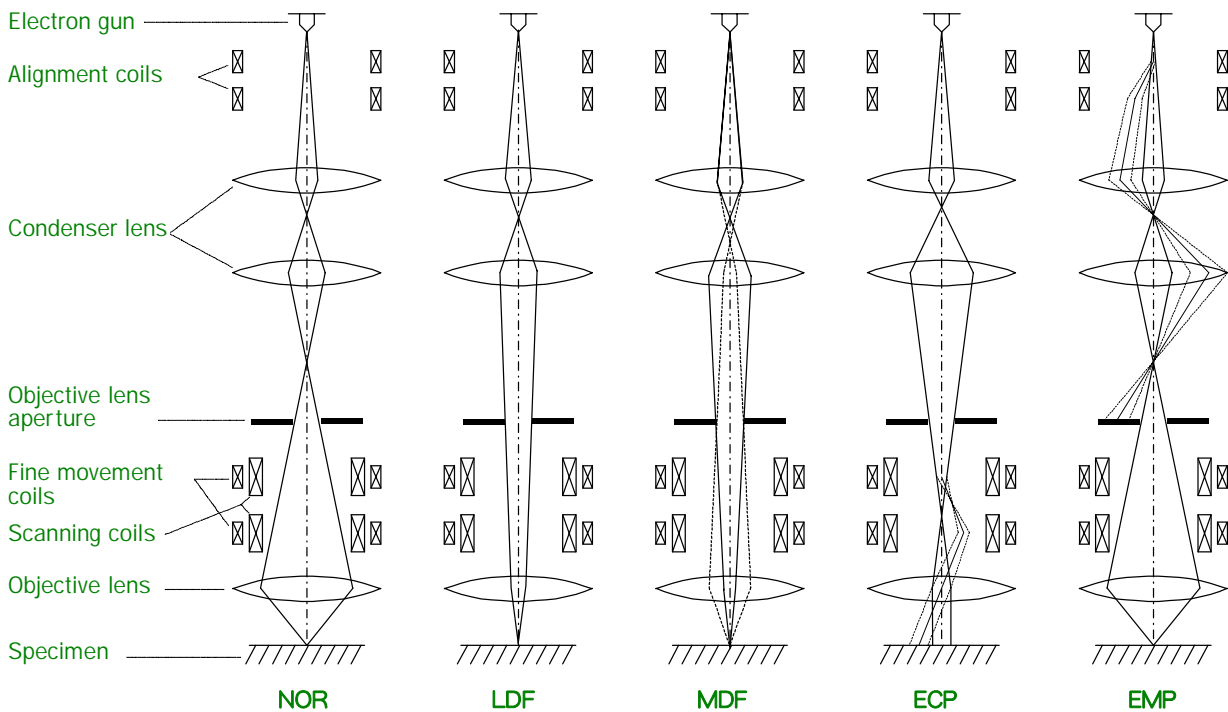 Electron gun
Alignment coils
Condenser lens
Objective lens
aperture
Fine movement
coils
Scanning coils
Objective lens
Specimen
NOR LDF MDF ECP EMP